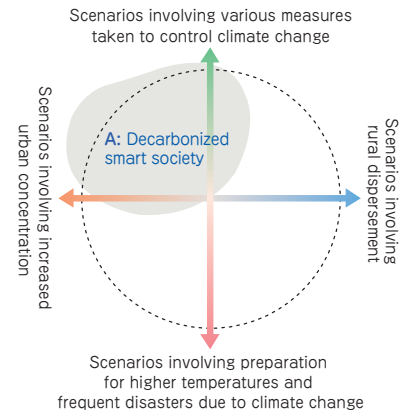 Scenarios involving various measures
taken to control climate change
Scenarios involving increased
urban concentration
A: Decarbonized
smart society
Scenarios involving
rural dispersement
Scenarios involving preparation
for higher temperatures and
frequent disasters due to climate change